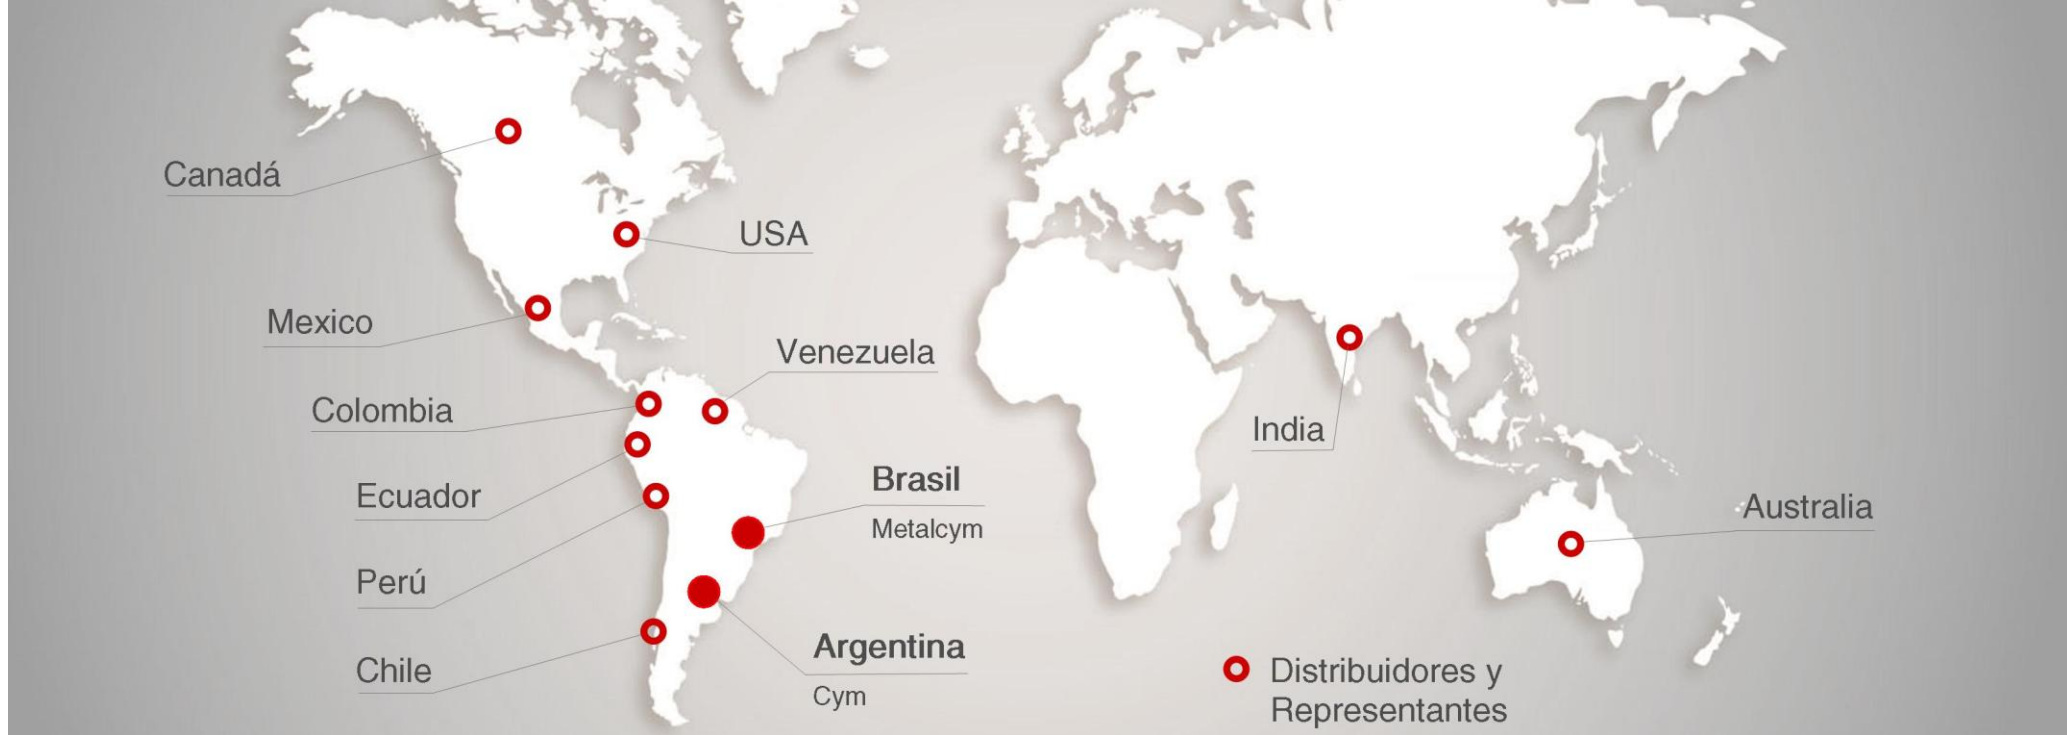 Canadá
USA
Mexico
Venezuela
Colombia
India
Brasil
Metalcym
Ecuador
Australia
Perú
Argentina
Cym
Chile
Distribuidores y
Representantes